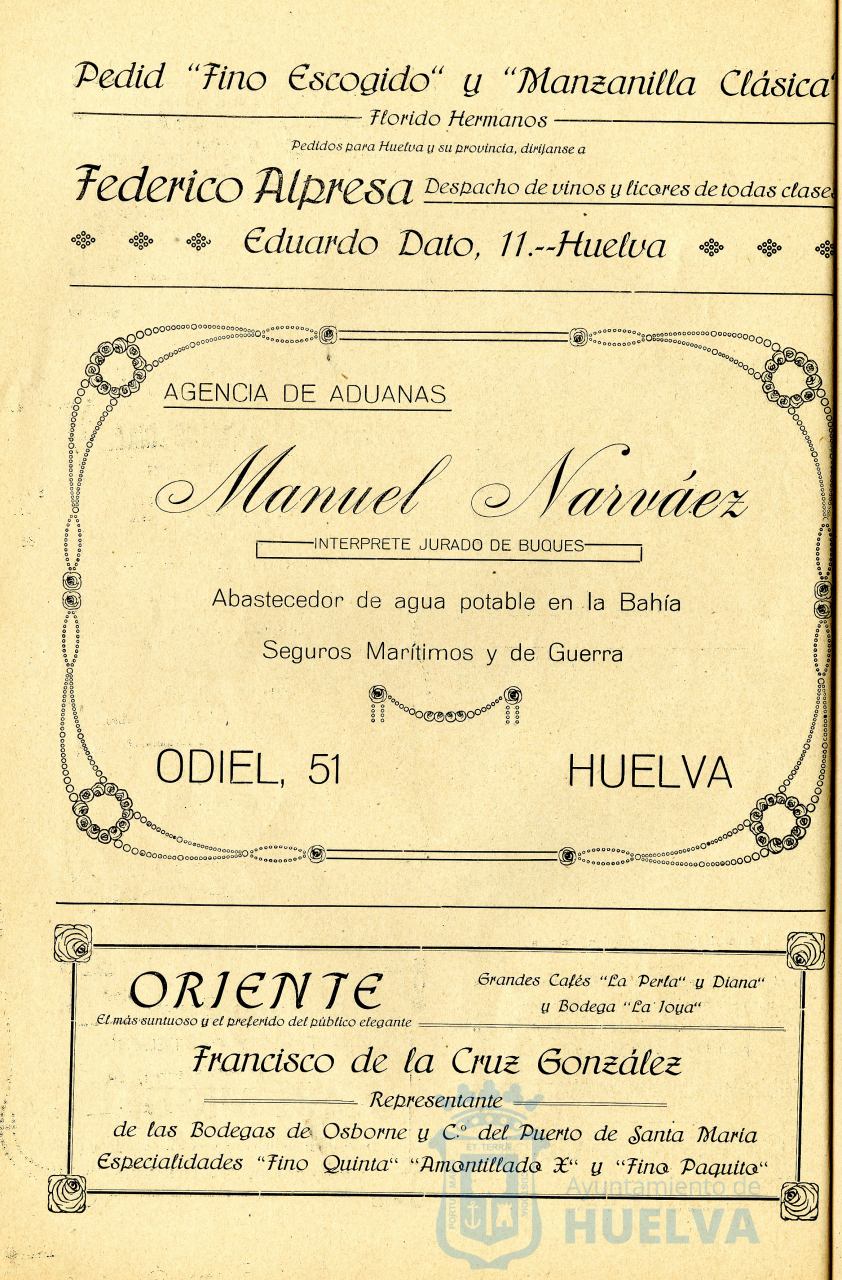 Pedid "Fino Escogido" y "Manzanilla Clásica"
Florido Hermanos
Pedidos para Huelva y su provincia, diríjanse a
Federico Alpresa Despacho de vinos y licores de todas clases
Eduardo Dato, 11.--Huelva
AGENCIA DE ADUANAS
Manuel Narváez
INTERPRETE JURADO DE BUQUES
Abastecedor de agua potable en la Bahía
Seguros Marítimos y de Guerra
ODIEL, 51 HUELVA
ORIENTE
El más suntuoso y el preferido del público elegante
Grandes Cafés "La Perla" y Diana"
y Bodega "La Joya"
Francisco de la Cruz González
Representante
de las Bodegas de Osborne y C.º del Puerto de Santa María
Especialidades "Fino Quinta" "Amontillado X" y "Fino Paquito"
Ayuntamiento de
HUELVA